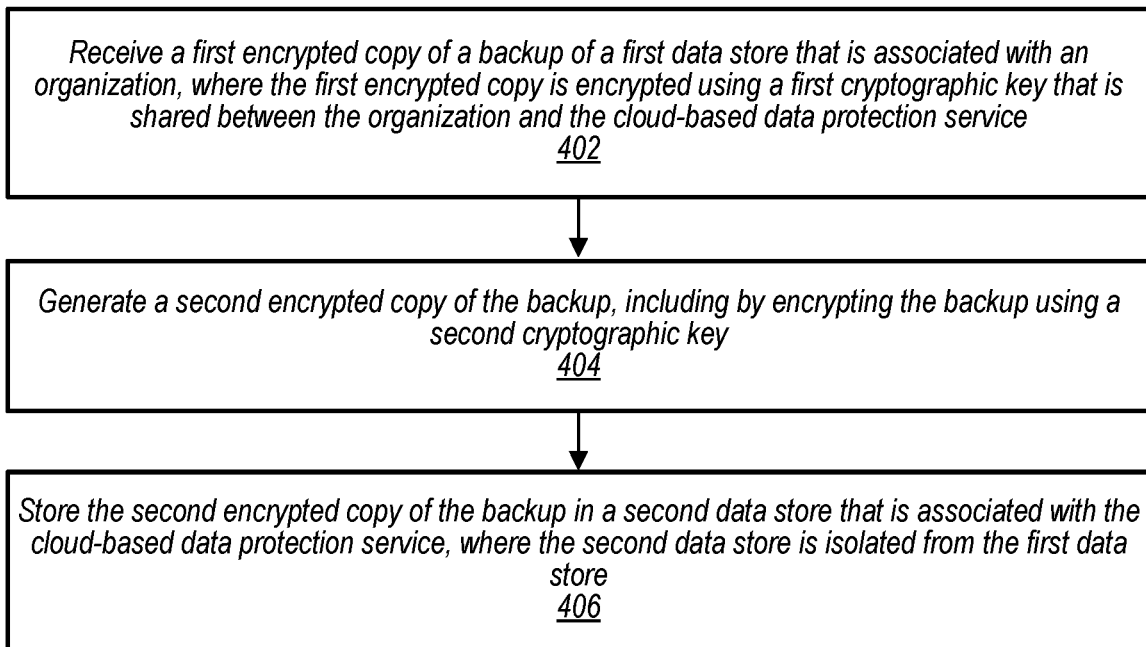 Receive a first encrypted copy of a backup of a first data store that is associated with an
organization, where the first encrypted copy is encrypted using a first cryptographic key that is
shared between the organization and the cloud-based data protection service
402
Generate a second encrypted copy of the backup, including by encrypting the backup using a
second cryptographic key
404
Store the second encrypted copy of the backup in a second data store that is associated with the
cloud-based data protection service, where the second data store is isolated from the first data
store
406